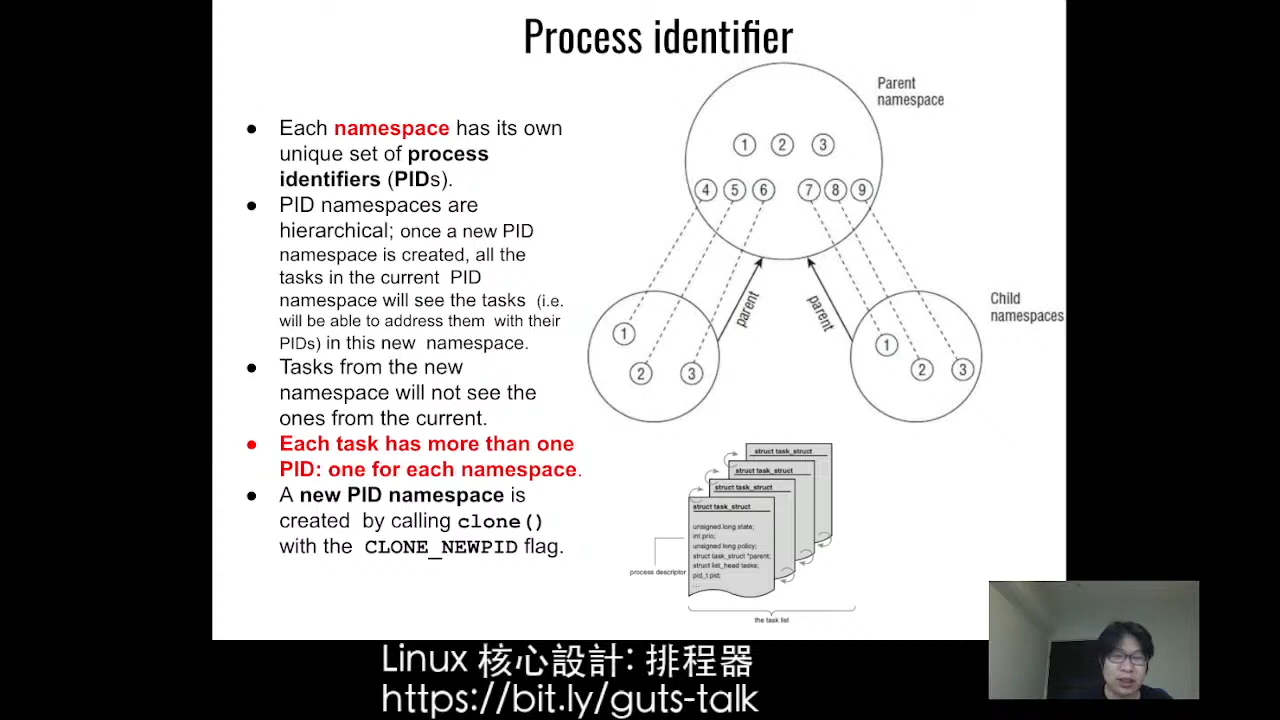 Process identifier
● Each namespace has its own
unique set of process
identifiers (PIDs).
● PID namespaces are
hierarchical; once a new PID
namespace is created, all the
tasks in the current PID
namespace will see the tasks (i.e.
will be able to address them with their
PIDs) in this new namespace.
● Tasks from the new
namespace will not see the
ones from the current.
● Each task has more than one
PID: one for each namespace.
● A new PID namespace is
created by calling clone()
with the CLONE_NEWPID flag.
Parent
namespace
1 2 3
4 5 6 7 8 9
parent
parent
Child
namespaces
1
2 3
1
2 3
struct task_struct
struct task_struct
struct task_struct
struct task_struct
unsigned long state;
int prio;
unsigned long policy;
struct task_struct *parent;
struct list_head tasks;
pid_t pid;
...
process descriptor
the task list
Linux 核心設計: 排程器
https://bit.ly/guts-talk